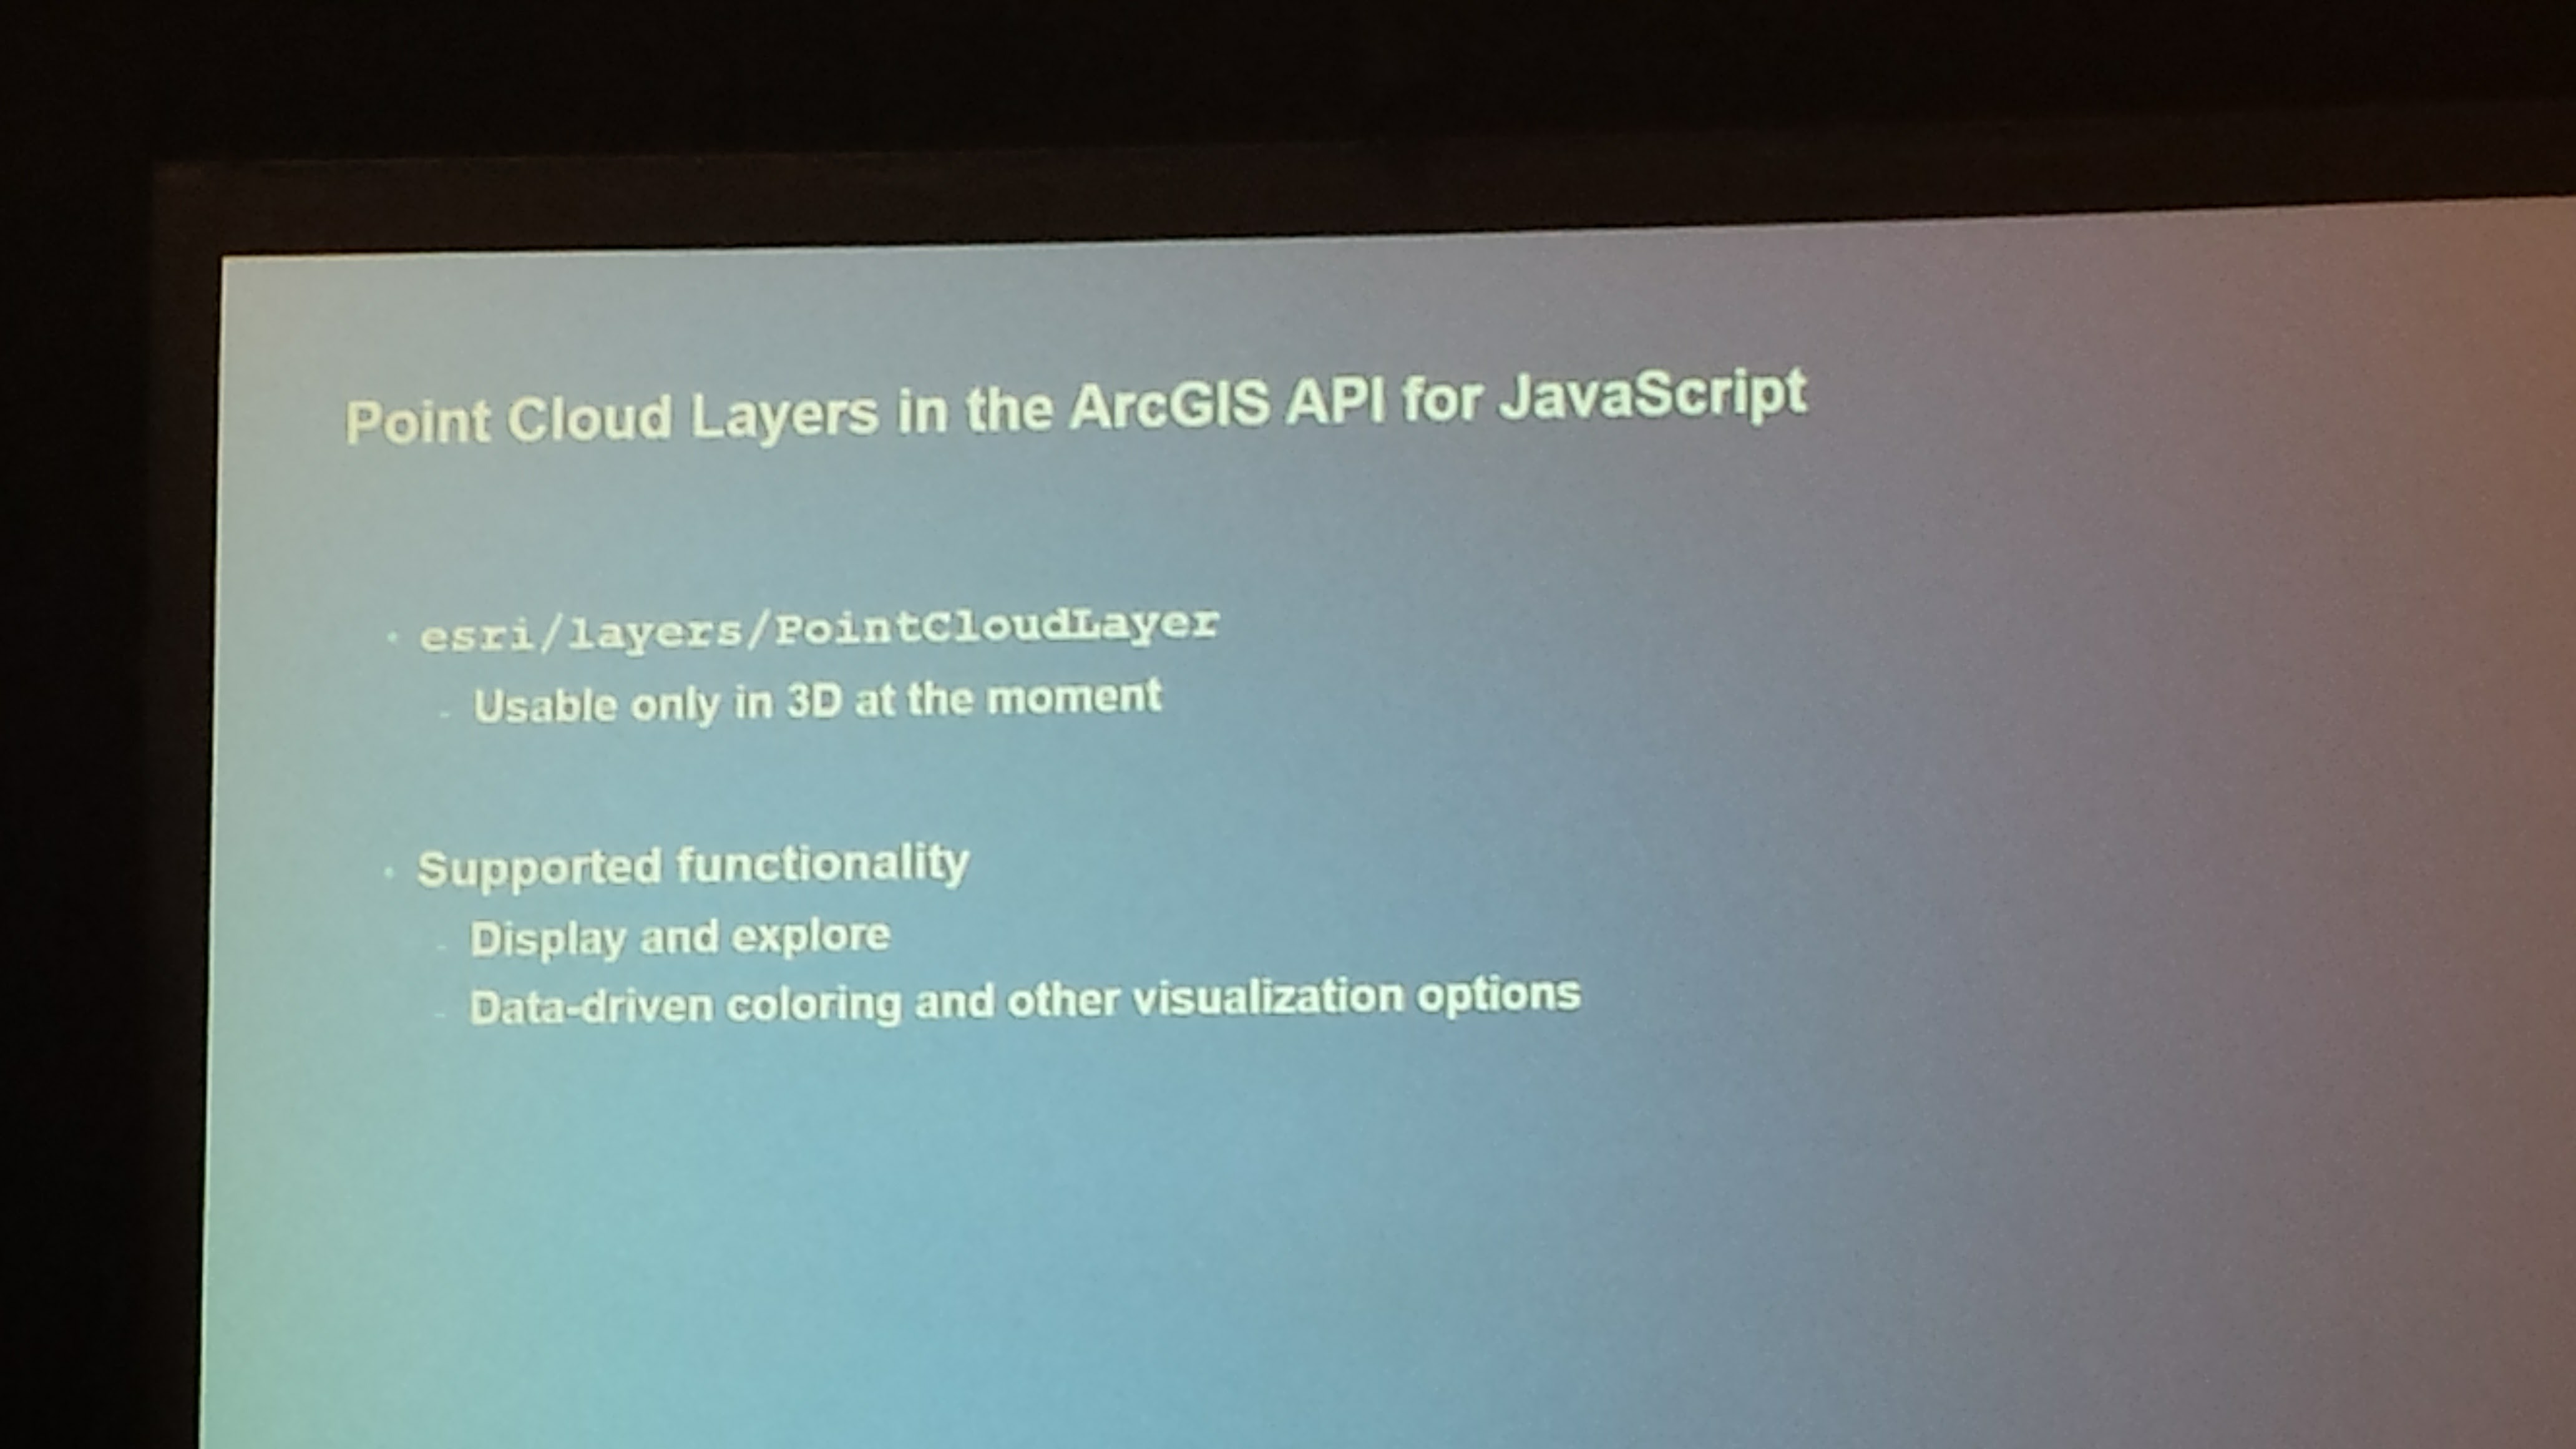 Point Cloud Layers in the ArcGIS API for JavaScript
• esri/layers/PointCloudLayer
- Usable only in 3D at the moment
• Supported functionality
- Display and explore
- Data-driven coloring and other visualization options